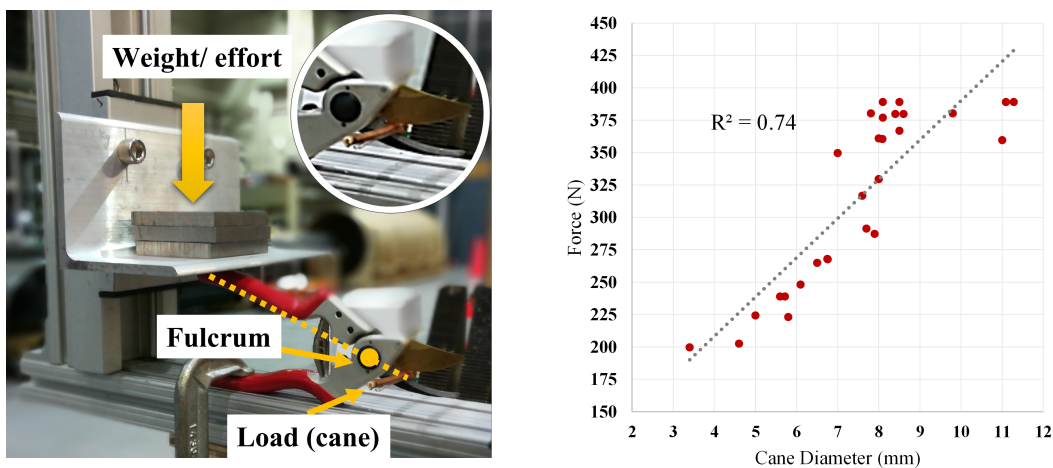 Weight/ effort
Fulcrum
Load (cane)
450
425
400
375
350
325
300
275
250
225
200
175
150
Force (N)
R² = 0.74
2 3 4 5 6 7 8 9 10 11 12
Cane Diameter (mm)